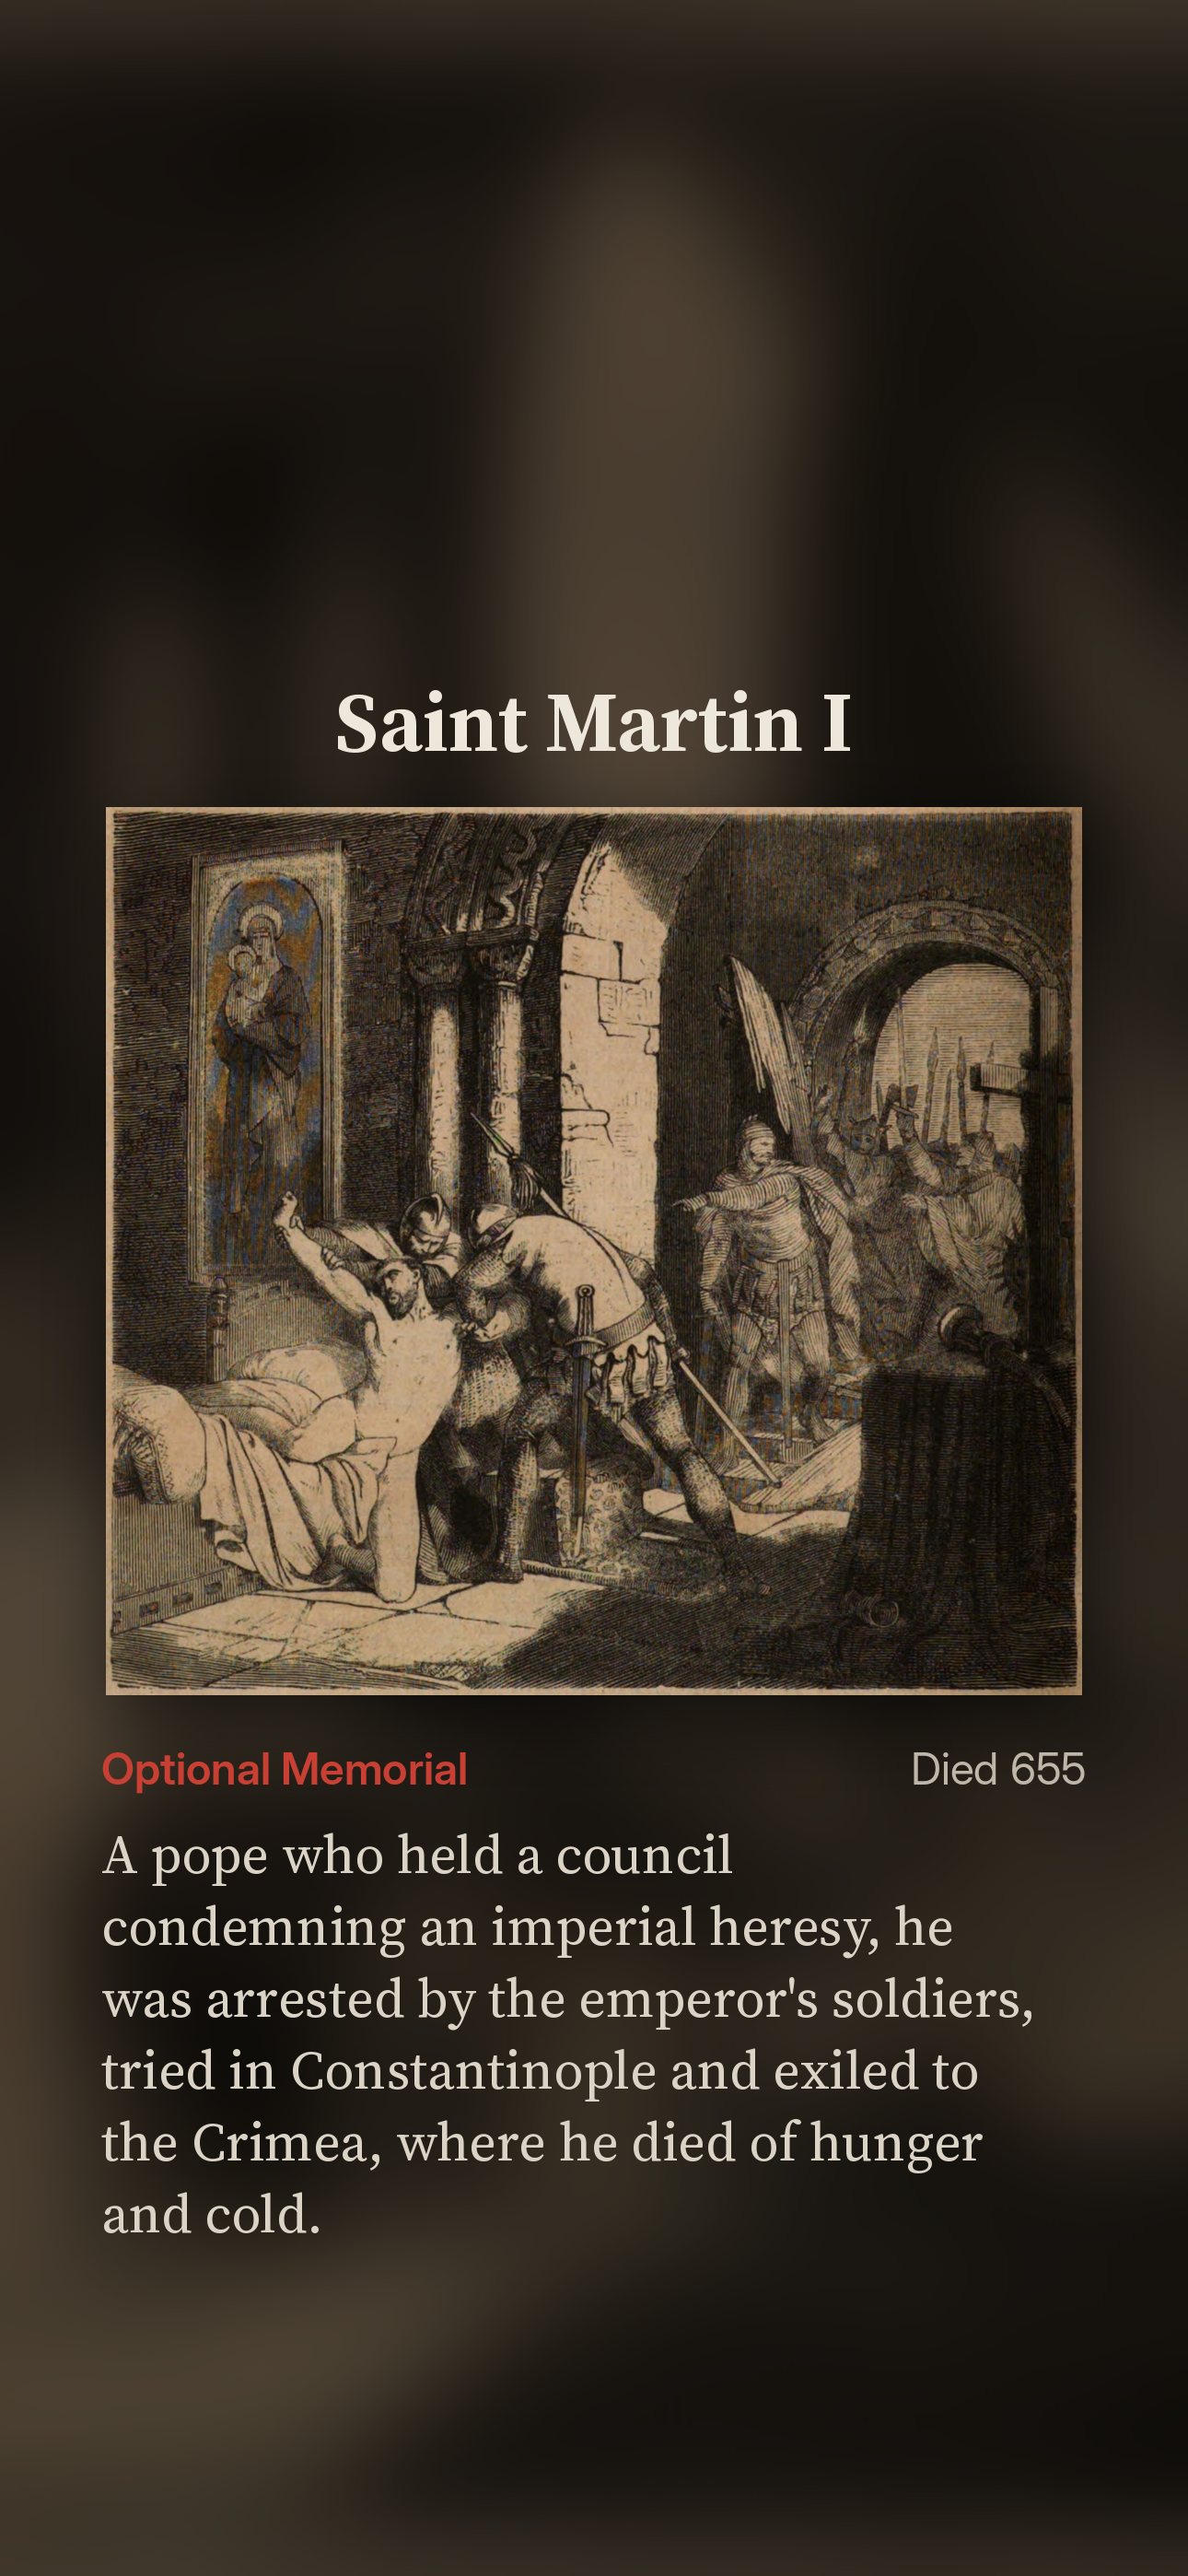 Saint Martin I
Optional Memorial
Died 655
A pope who held a council
condemning an imperial heresy, he
was arrested by the emperor's soldiers,
tried in Constantinople and exiled to
the Crimea, where he died of hunger
and cold.